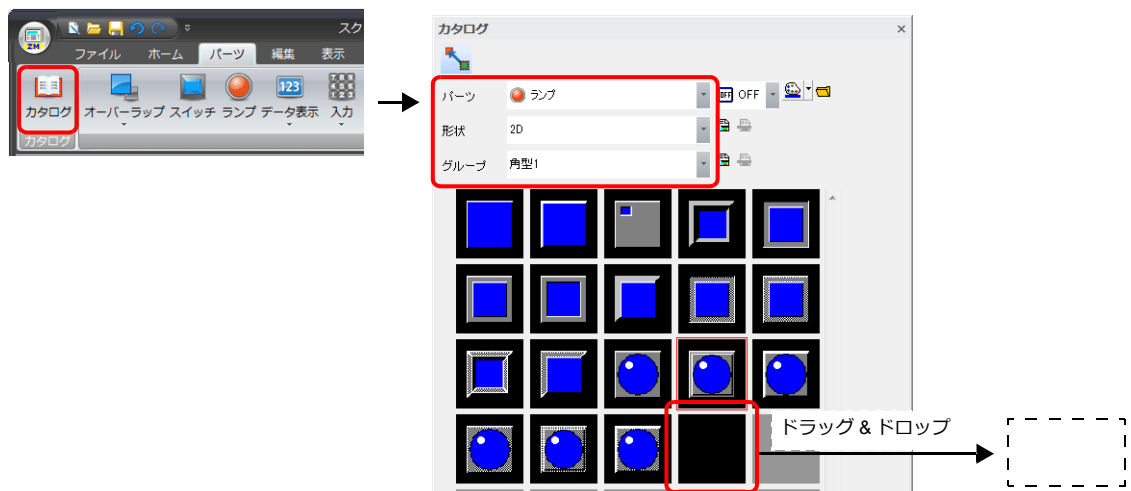 スク
ZM
ファイル ホーム パーツ 編集 表示
123
789
456
123
カタログ オーバーラップ スイッチ ランプ データ表示 入力
カタログ
カタログ
パーツ ランプ
OFF OFF
形状 2D
グループ 角型1
ドラッグ & ドロップ